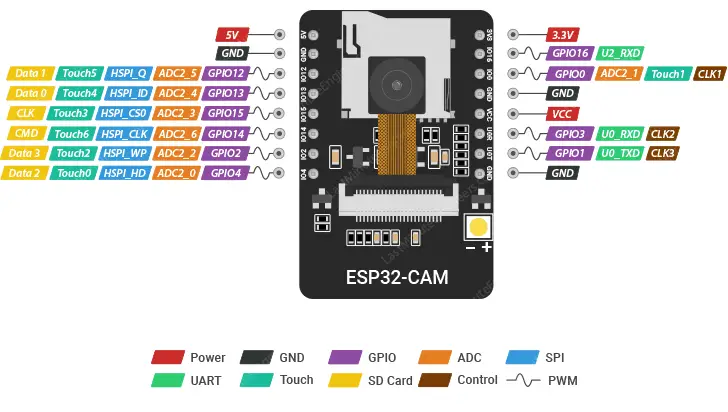 5V 5V 3V3 3.3V
GND GND IO16 GPIO16 U2_RXD
Data 1 Touch5 HSPI_Q ADC2_5 GPIO12 IO12 IO0 GPIO0 ADC2_1 Touch1 CLK1
Data 0 Touch4 HSPI_ID ADC2_4 GPIO13 IO13 GND GND
CLK Touch3 HSPI_CS0 ADC2_3 GPIO15 IO15 VCC VCC
CMD Touch6 HSPI_CLK ADC2_6 GPIO14 IO14 U0R GPIO3 U0_RXD CLK2
Data 3 Touch2 HSPI_WP ADC2_2 GPIO2 IO2 U0T GPIO1 U0_TXD CLK3
Data 2 Touch0 HSPI_HD ADC2_0 GPIO4 IO4 GND GND
− +
ESP32-CAM
Power GND GPIO ADC SPI
UART Touch SD Card Control PWM